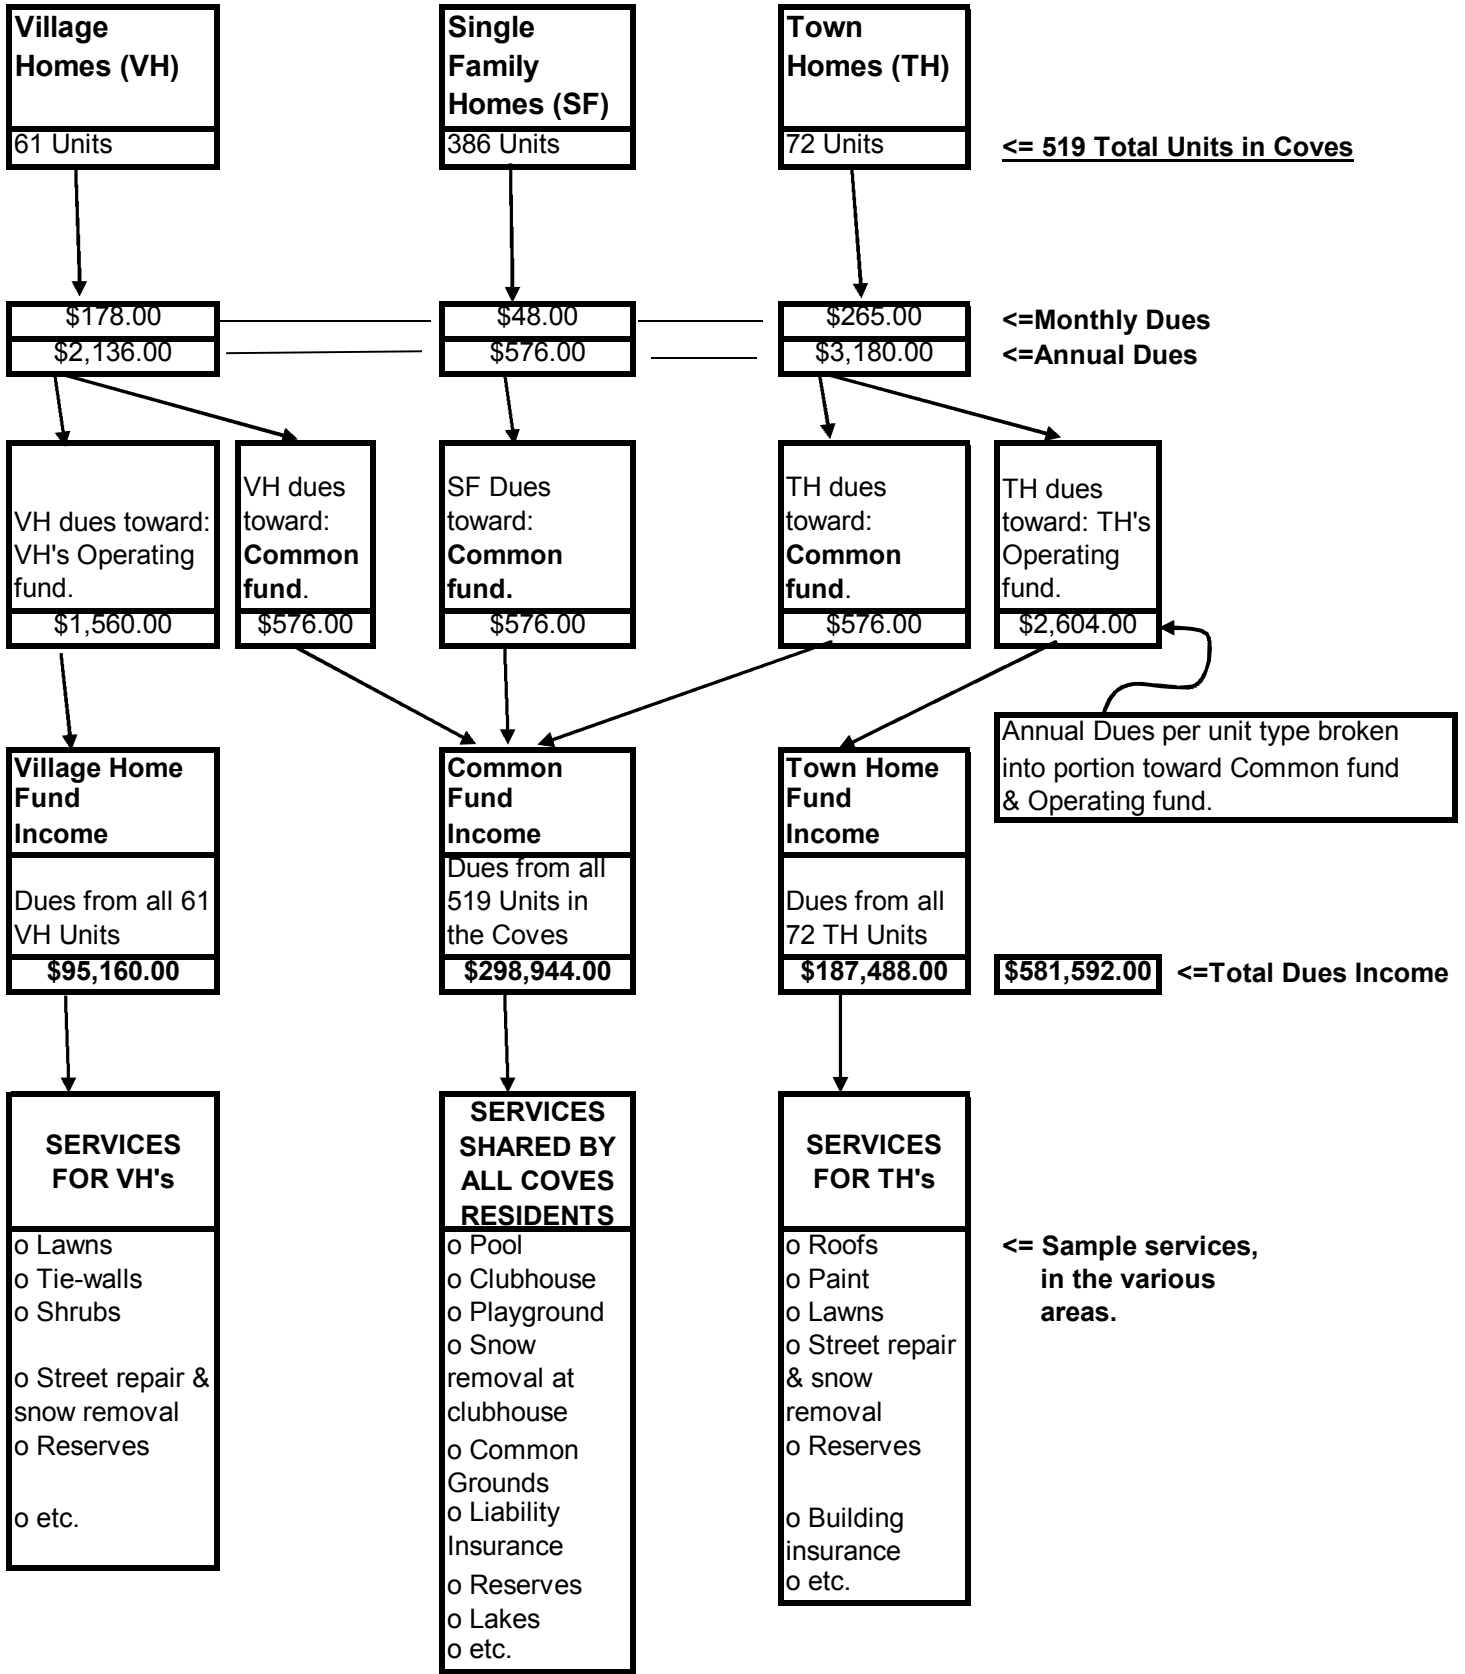 Village
Homes (VH)
Single
Family
Homes (SF)
Town
Homes (TH)
61 Units
386 Units
72 Units
<= 519 Total Units in Coves
$178.00
$48.00
$265.00
<=Monthly Dues
$2,136.00
$576.00
$3,180.00
<=Annual Dues
VH dues toward:
VH's Operating
fund.
VH dues
toward:
Common
fund.
SF Dues
toward:
Common
fund.
TH dues
toward:
Common
fund.
TH dues
toward: TH's
Operating
fund.
$1,560.00
$576.00
$576.00
$576.00
$2,604.00
Annual Dues per unit type broken
into portion toward Common fund
& Operating fund.
Village Home
Fund
Income
Common
Fund
Income
Town Home
Fund
Income
Dues from all 61
VH Units
Dues from all
519 Units in
the Coves
Dues from all
72 TH Units
$95,160.00
$298,944.00
$187,488.00
$581,592.00
<=Total Dues Income
SERVICES
FOR VH's
SERVICES
SHARED BY
ALL COVES
RESIDENTS
SERVICES
FOR TH's
o Lawns
o Tie-walls
o Shrubs
o Street repair &
snow removal
o Reserves
o etc.
o Pool
o Clubhouse
o Playground
o Snow
removal at
clubhouse
o Common
Grounds
o Liability
Insurance
o Reserves
o Lakes
o etc.
o Roofs
o Paint
o Lawns
o Street repair
& snow
removal
o Reserves
o Building
insurance
o etc.
<= Sample services,
in the various
areas.